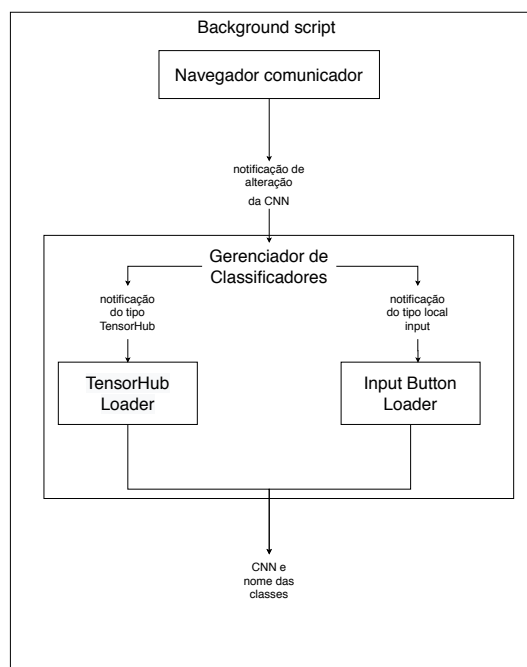 Background script
Navegador comunicador
notificação de
alteração
da CNN
Gerenciador de
Classificadores
notificação
do tipo
TensorHub
notificação
do tipo local
input
TensorHub
Loader
Input Button
Loader
CNN e
nome das
classes